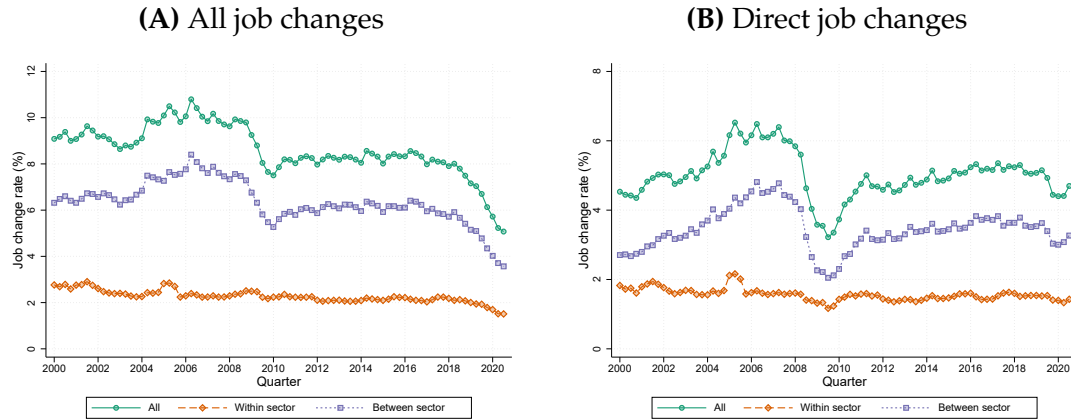 (A) All job changes
Job change rate (%)
12
10
8
6
4
2
0
2000 2002 2004 2006 2008 2010 2012 2014 2016 2018 2020
Quarter
All Within sector Between sector
(B) Direct job changes
Job change rate (%)
8
6
4
2
0
2000 2002 2004 2006 2008 2010 2012 2014 2016 2018 2020
Quarter
All Within sector Between sector